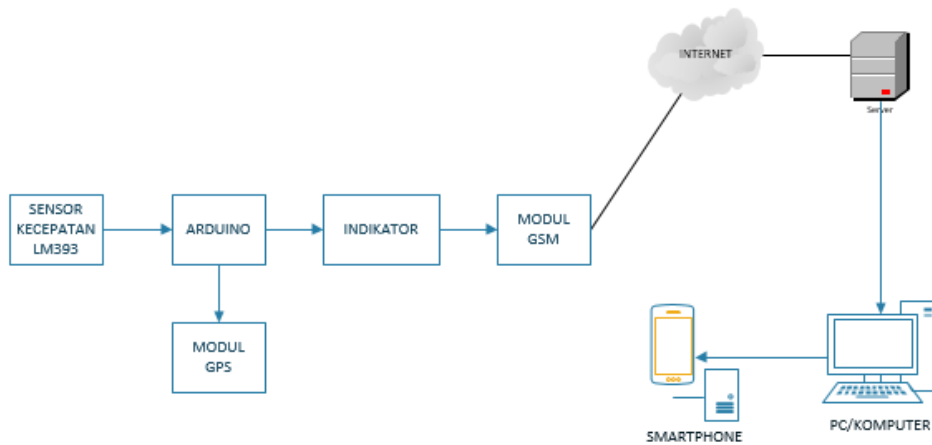 INTERNET
Server
SENSOR
KECEPATAN
LM393
ARDUINO
INDIKATOR
MODUL
GSM
MODUL
GPS
SMARTPHONE
PC/KOMPUTER